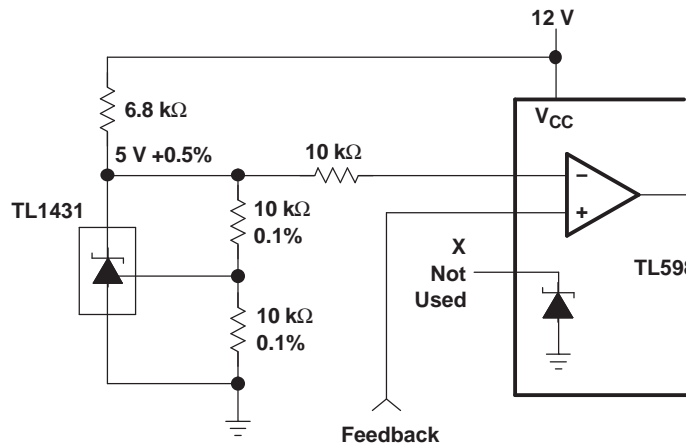 12 V
6.8 kΩ
VCC
5 V +0.5%
10 kΩ
−
TL1431
10 kΩ
0.1%
+
X
Not
Used
TL598
10 kΩ
0.1%
Feedback